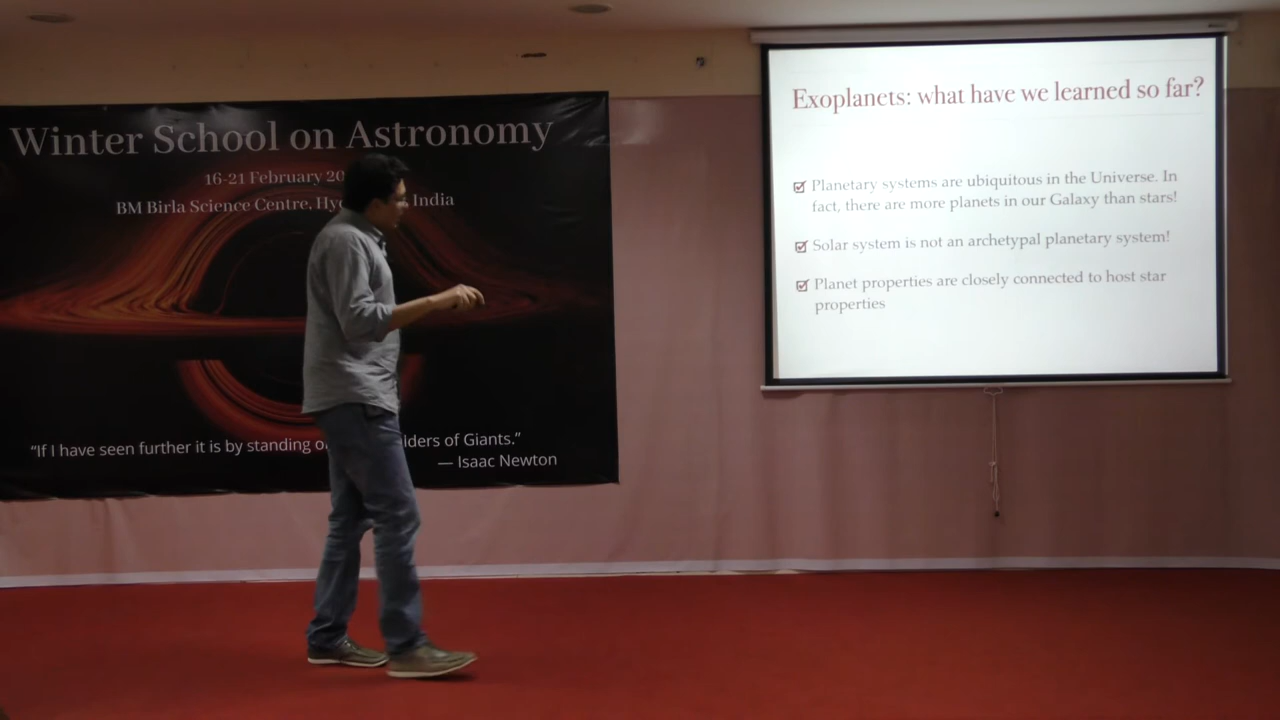 Winter School on Astronomy
16-21 February 20
BM Birla Science Centre, Hyd India
"If I have seen further it is by standing o lders of Giants."
— Isaac Newton
Exoplanets: what have we learned so far?
Planetary systems are ubiquitous in the Universe. In
fact, there are more planets in our Galaxy than stars!
Solar system is not an archetypal planetary system!
Planet properties are closely connected to host star
properties